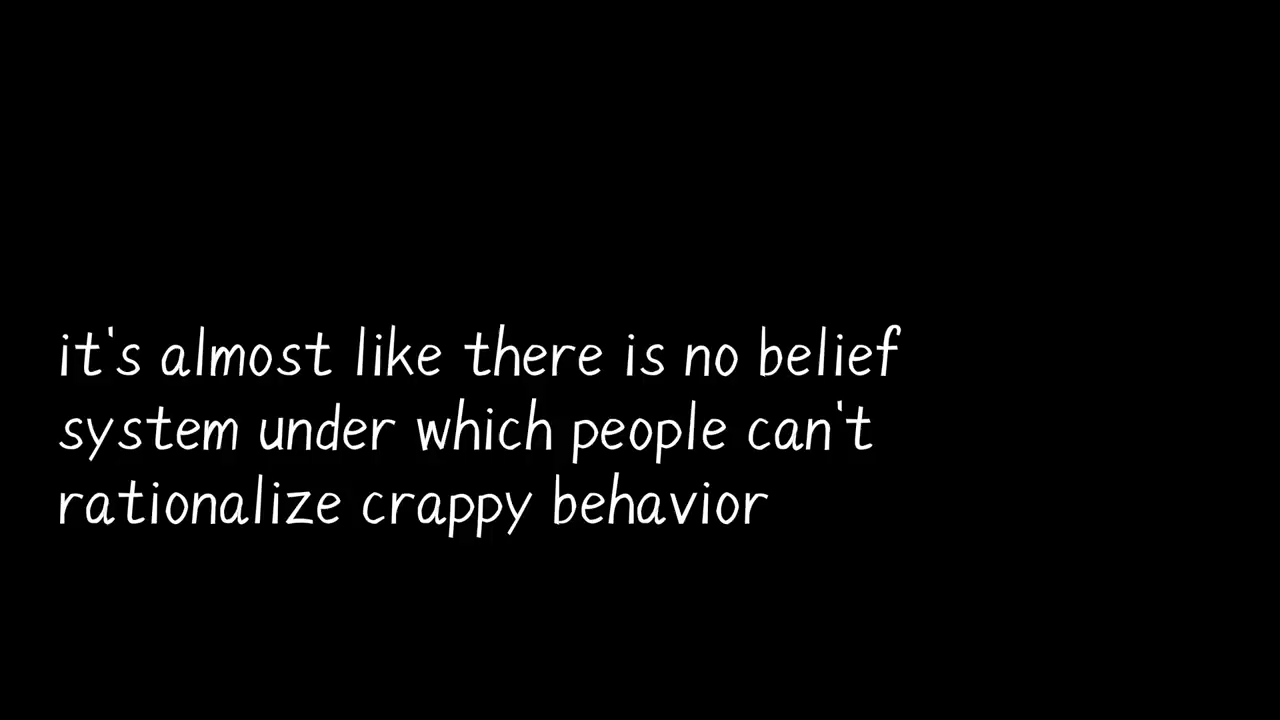 it's almost like there is no belief
system under which people can't
rationalize crappy behavior